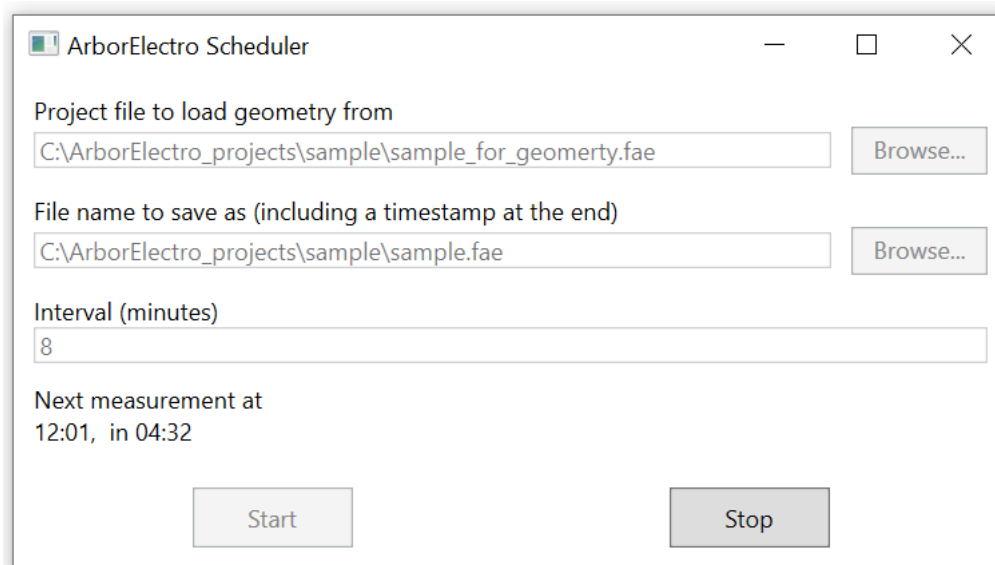 ArborElectro Scheduler
Project file to load geometry from
C:\ArborElectro_projects\sample\sample_for_geomerty.fae
Browse...
File name to save as (including a timestamp at the end)
C:\ArborElectro_projects\sample\sample.fae
Browse...
Interval (minutes)
8
Next measurement at
12:01,  in 04:32
Start
Stop